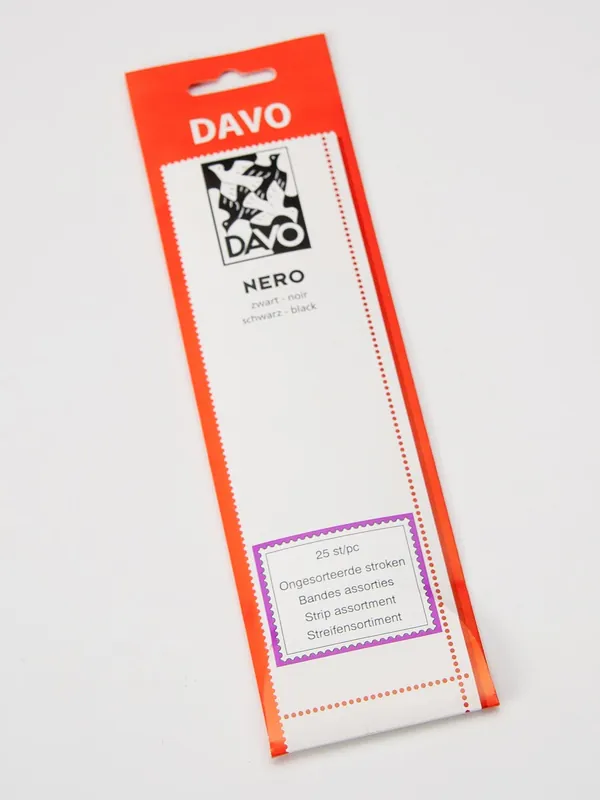 DAVO
DAVO
NERO
zwart - noir
schwarz - black
25 st/pc
Ongesorteerde stroken
Bandes assorties
Strip assortment
Streifensortiment